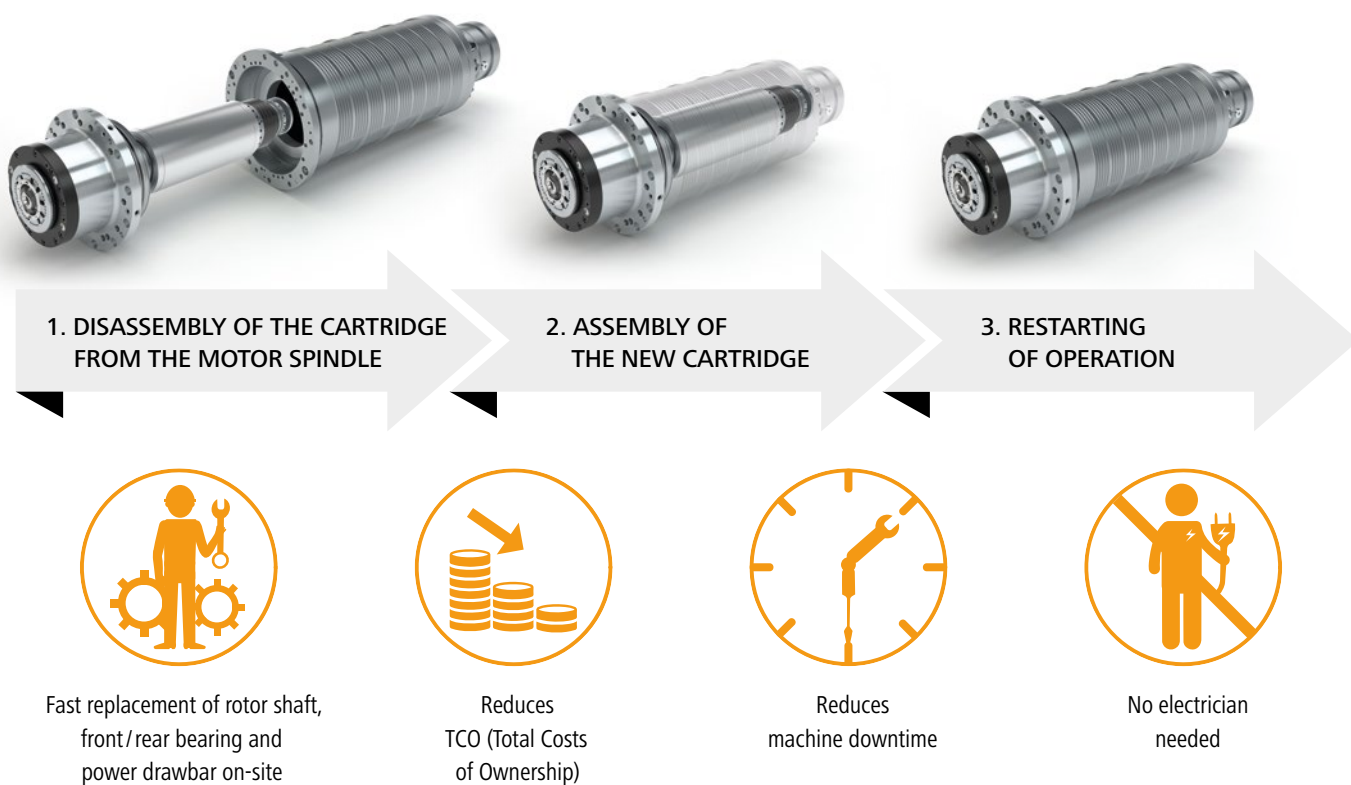 1. DISASSEMBLY OF THE CARTRIDGE
FROM THE MOTOR SPINDLE
2. ASSEMBLY OF
THE NEW CARTRIDGE
3. RESTARTING
OF OPERATION
Fast replacement of rotor shaft,
front/rear bearing and
power drawbar on-site
Reduces
TCO (Total Costs
of Ownership)
Reduces
machine downtime
No electrician
needed